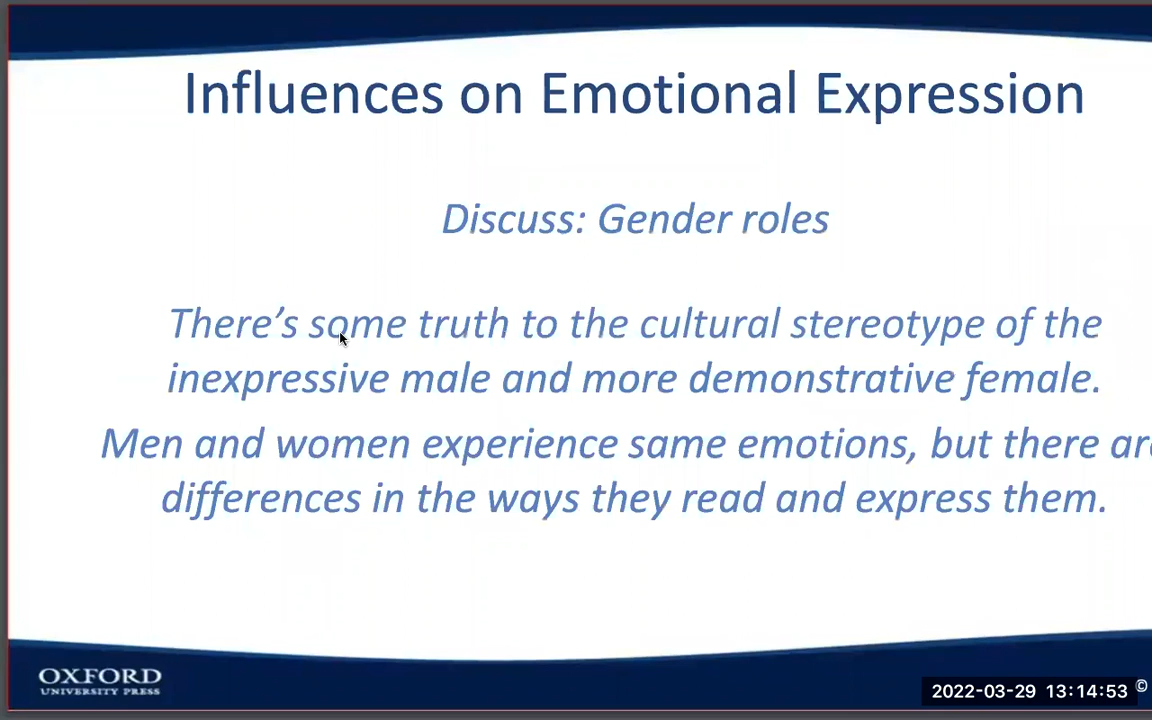 Influences on Emotional Expression
Discuss: Gender roles
There's some truth to the cultural stereotype of the
inexpressive male and more demonstrative female.
Men and women experience same emotions, but there are
differences in the ways they read and express them.
OXFORD
UNIVERSITY PRESS
2022-03-29 13:14:53 ©